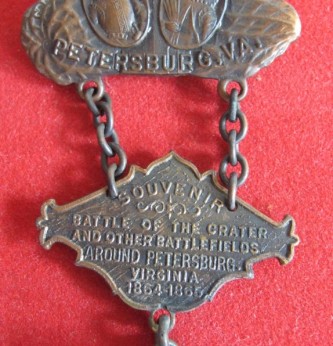 PETERSBURG, VA.
SOUVENIR
BATTLE OF THE CRATER
AND OTHER BATTLEFIELDS
AROUND PETERSBURG.
VIRGINIA
1864-1865